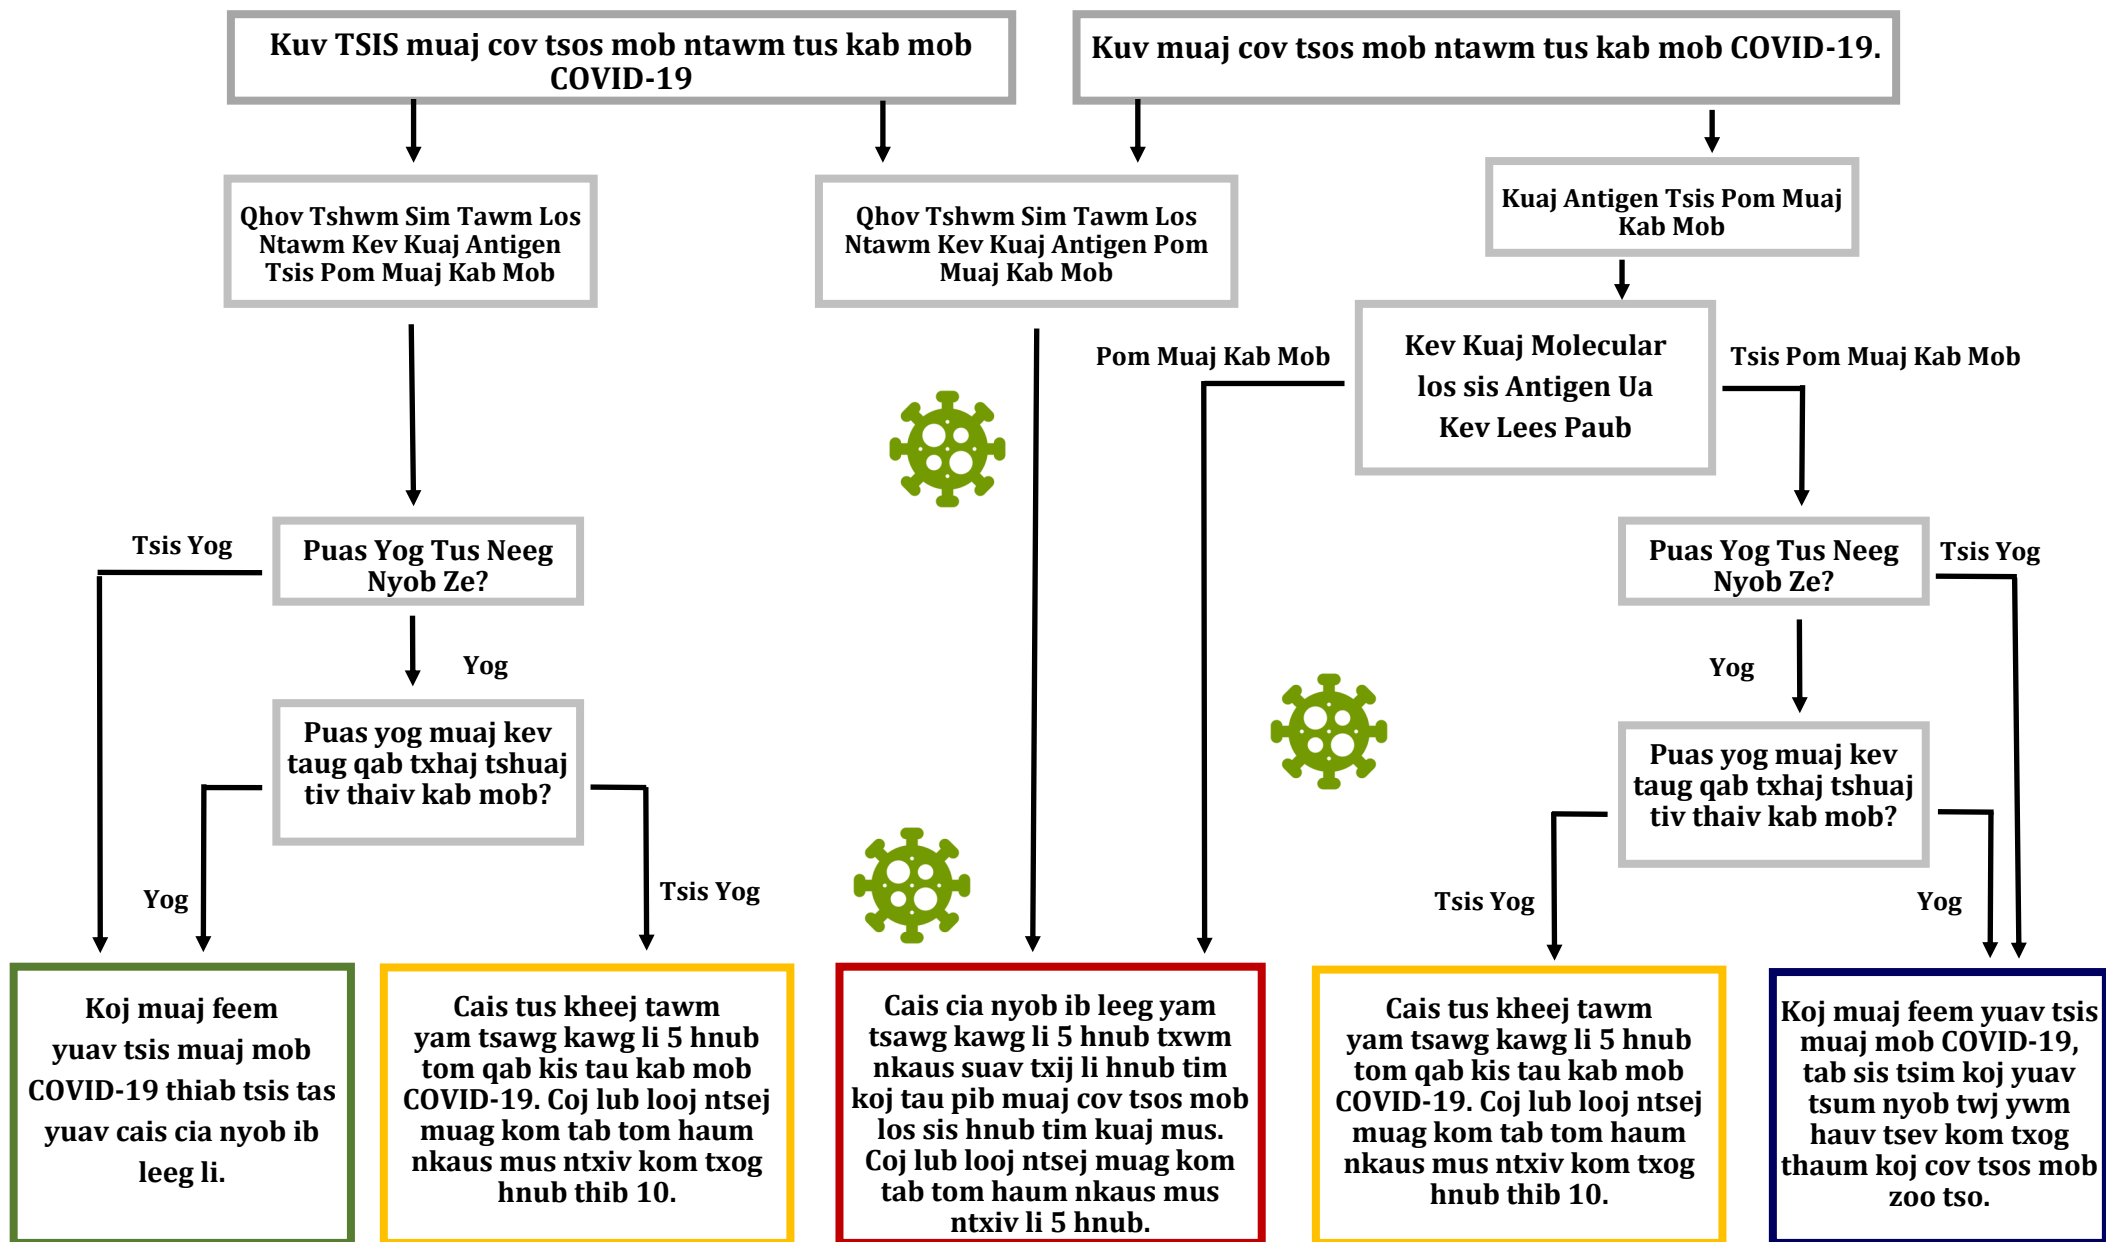 Kuv TSIS muaj cov tsos mob ntawm tus kab mob
COVID-19
Kuv muaj cov tsos mob ntawm tus kab mob COVID-19.
Qhov Tshwm Sim Tawm Los
Ntawm Kev Kuaj Antigen
Tsis Pom Muaj Kab Mob
Qhov Tshwm Sim Tawm Los
Ntawm Kev Kuaj Antigen Pom
Muaj Kab Mob
Kuaj Antigen Tsis Pom Muaj
Kab Mob
Pom Muaj Kab Mob
Kev Kuaj Molecular
los sis Antigen Ua
Kev Lees Paub
Tsis Pom Muaj Kab Mob
Tsis Yog
Puas Yog Tus Neeg
Nyob Ze?
Yog
Puas Yog Tus Neeg
Nyob Ze?
Tsis Yog
Yog
Puas yog muaj kev
taug qab txhaj tshuaj
tiv thaiv kab mob?
Yog
Tsis Yog
Puas yog muaj kev
taug qab txhaj tshuaj
tiv thaiv kab mob?
Tsis Yog
Yog
Koj muaj feem
yuav tsis muaj mob
COVID-19 thiab tsis tas
yuav cais cia nyob ib
leeg li.
Cais tus kheej tawm
yam tsawg kawg li 5 hnub
tom qab kis tau kab mob
COVID-19. Coj lub looj ntsej
muag kom tab tom haum
nkaus mus ntxiv kom txog
hnub thib 10.
Cais cia nyob ib leeg yam
tsawg kawg li 5 hnub txwm
nkaus suav txij li hnub tim
koj tau pib muaj cov tsos mob
los sis hnub tim kuaj mus.
Coj lub looj ntsej muag kom
tab tom haum nkaus mus
ntxiv li 5 hnub.
Cais tus kheej tawm
yam tsawg kawg li 5 hnub
tom qab kis tau kab mob
COVID-19. Coj lub looj ntsej
muag kom tab tom haum
nkaus mus ntxiv kom txog
hnub thib 10.
Koj muaj feem yuav tsis
muaj mob COVID-19,
tab sis tsim koj yuav
tsum nyob twj ywm
hauv tsev kom txog
thaum koj cov tsos mob
zoo tso.